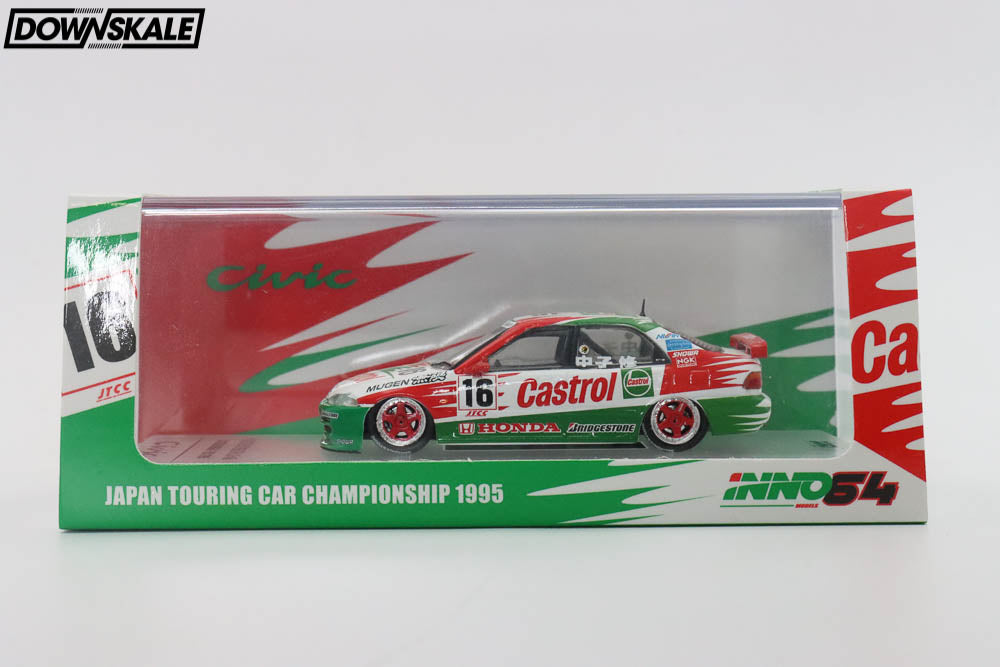 DOWNSKALE
Civic
16
JTCC
Ca
MUGEN
16
JTCC
Castrol
Castrol
中子 修
SHOWA
NGK
HONDA
BRIDGESTONE
JAPAN TOURING CAR CHAMPIONSHIP 1995
INNO64
MODELS